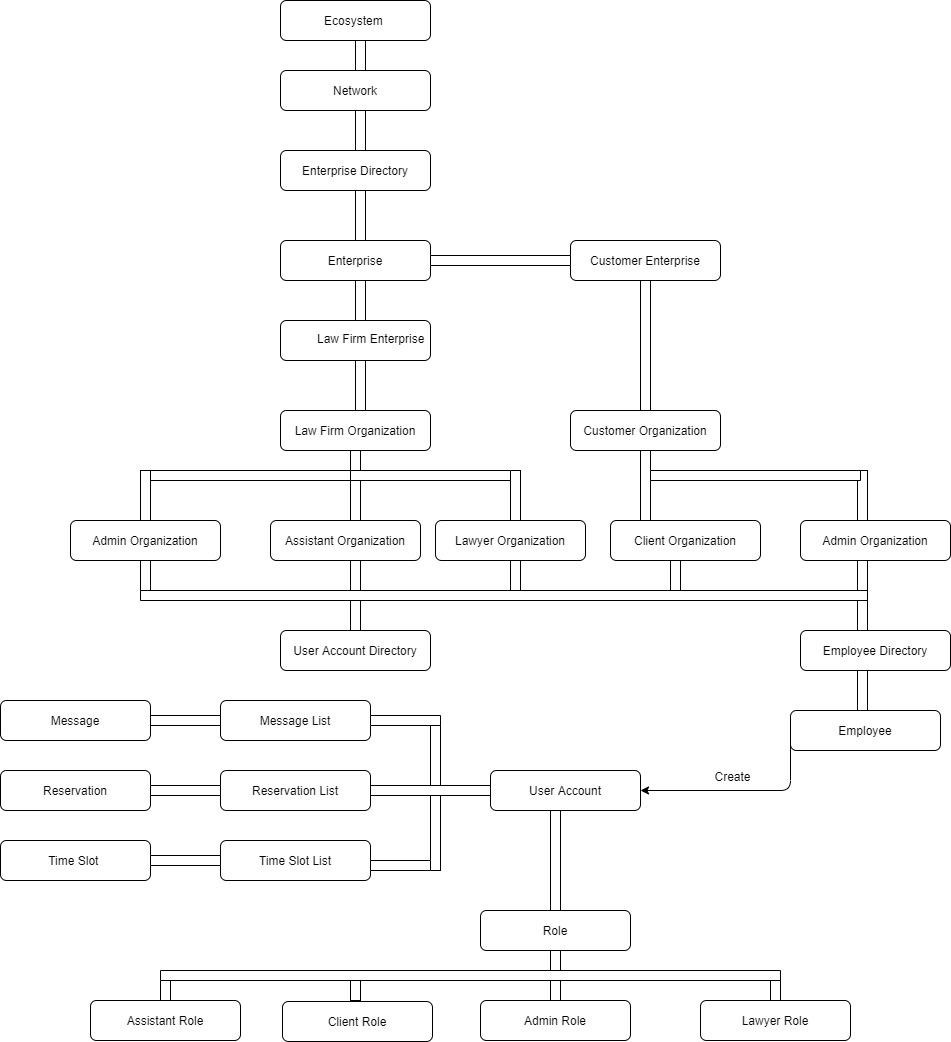 Ecosystem
Network
Enterprise Directory
Enterprise
Customer Enterprise
Law Firm Enterprise
Law Firm Organization
Customer Organization
Admin Organization
Assistant Organization
Lawyer Organization
Client Organization
Admin Organization
User Account Directory
Employee Directory
Message
Message List
Employee
Create
Reservation
Reservation List
User Account
Time Slot
Time Slot List
Role
Assistant Role
Client Role
Admin Role
Lawyer Role